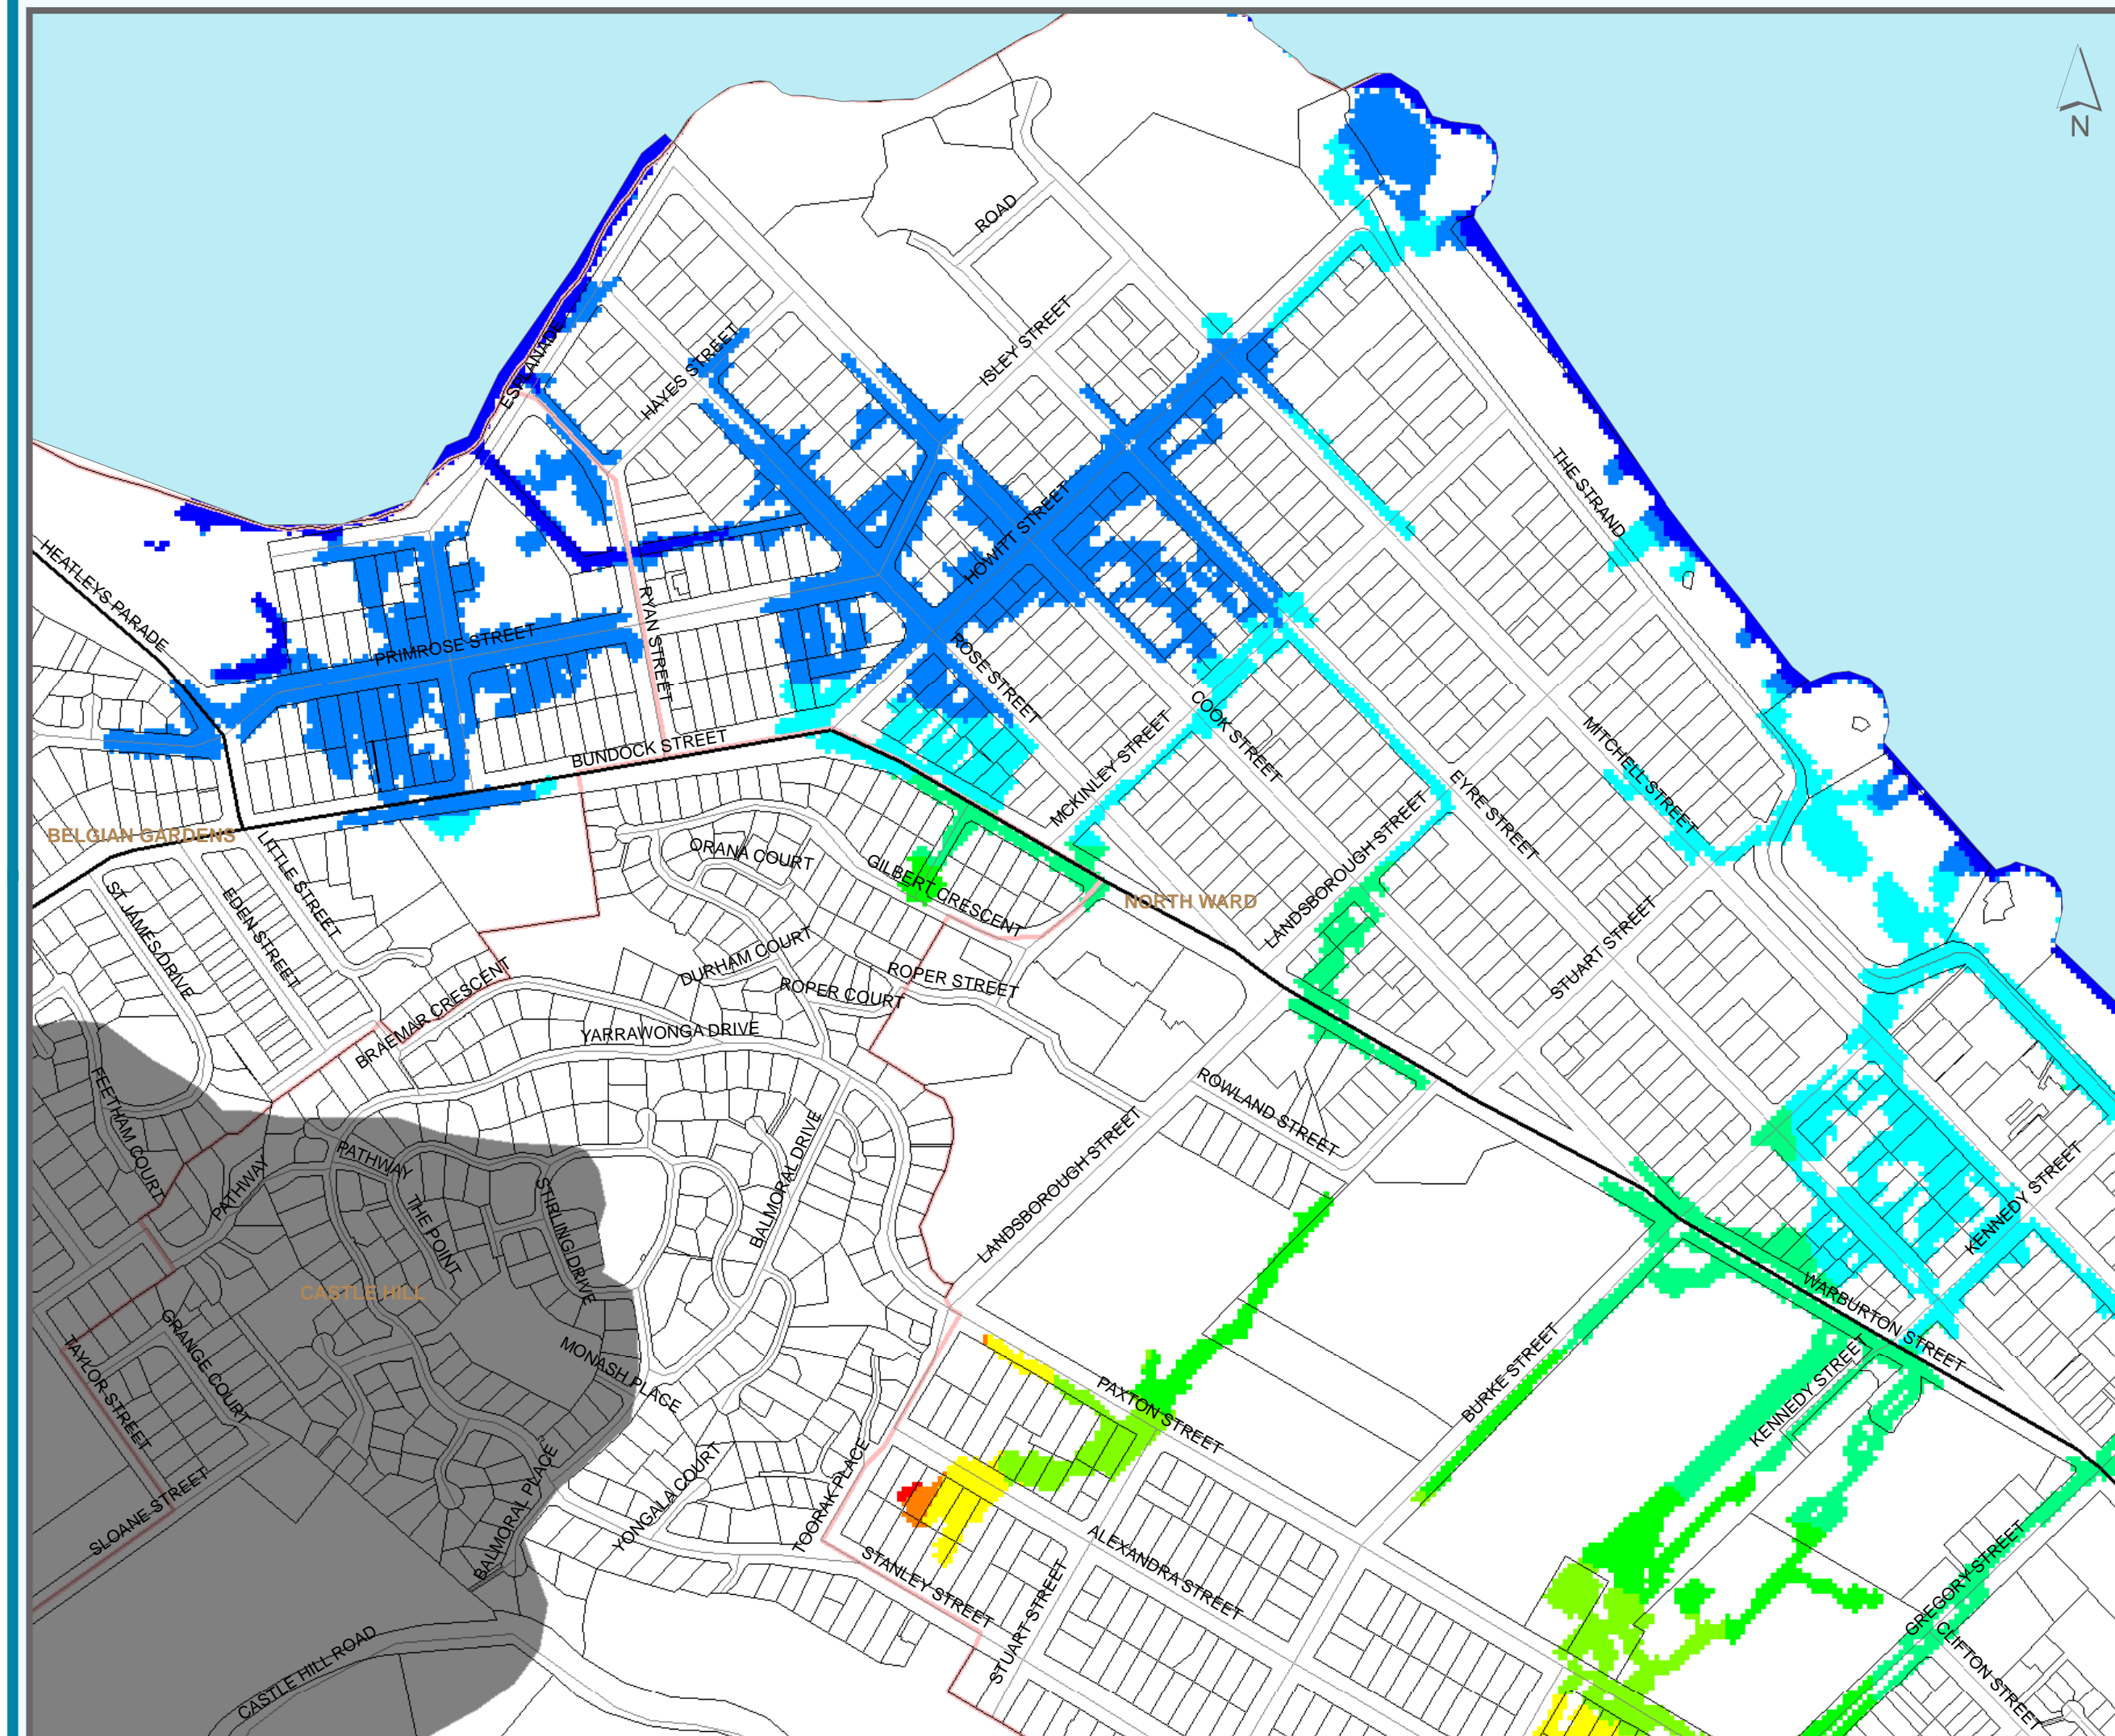 N
ROAD
ISLEY STREET
ESPLANADE
HAYES STREET
THE STRAND
HOWITT STREET
HEATLEYS PARADE
RYAN STREET
PRIMROSE STREET
ROSE STREET
COOK STREET
MCKINLEY STREET
BUNDOCK STREET
MITCHELL STREET
EYRE STREET
BELGIAN GARDENS
LITTLE STREET
ORANA COURT
GILBERT CRESCENT
LANDSBOROUGH STREET
NORTH WARD
ST JAMES DRIVE
EDEN STREET
STUART STREET
DURHAM COURT
ROPER STREET
ROPER COURT
BRAEMAR CRESCENT
YARRAWONGA DRIVE
FEETHAM COURT
ROWLAND STREET
PATHWAY
PATHWAY
BALMORAL DRIVE
LANDSBOROUGH STREET
THE POINT
STIRLING DRIVE
KENNEDY STREET
CASTLE HILL
WARBURTON STREET
GRANGE COURT
TAYLOR STREET
MONASH PLACE
PAXTON STREET
BURKE STREET
KENNEDY STREET
SLOANE STREET
BALMORAL PLACE
YONGALA COURT
TOORAK PLACE
ALEXANDRA STREET
STANLEY STREET
STUART STREET
GREGORY STREET
CLIFTON STREET
CASTLE HILL ROAD